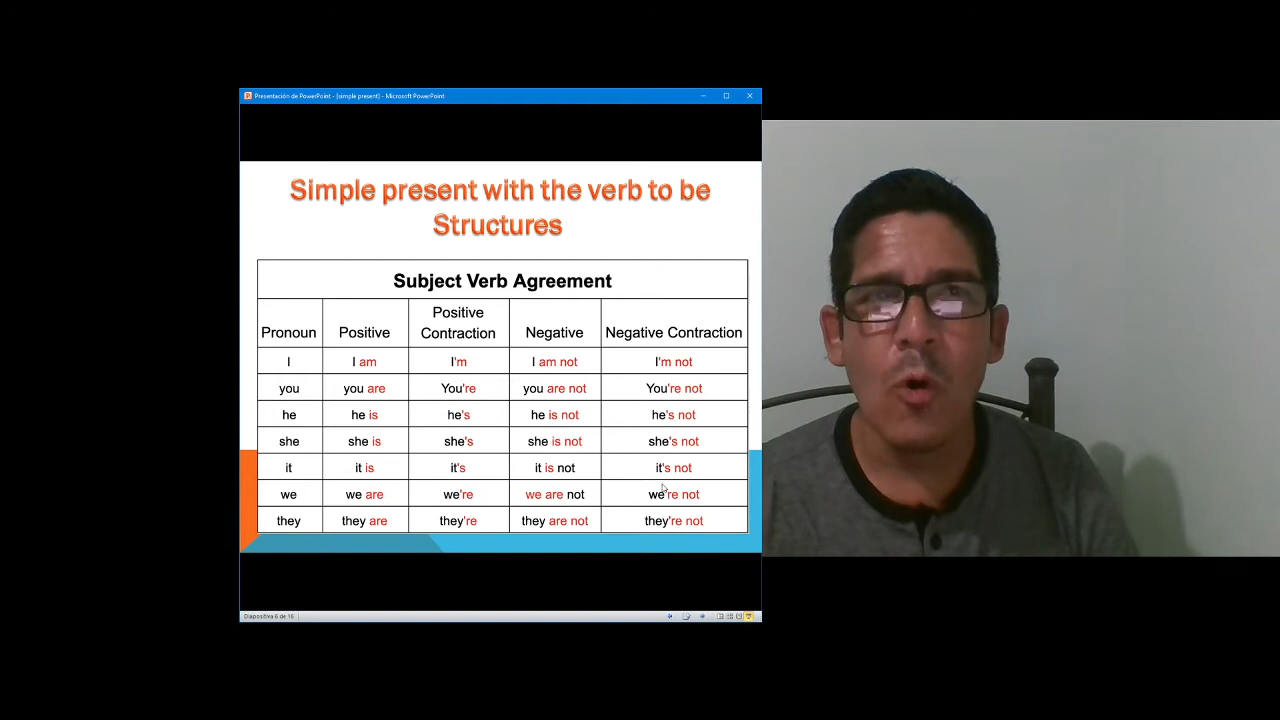 Presentación de PowerPoint - [simple present] - Microsoft PowerPoint
Simple present with the verb to be
Structures
Subject Verb Agreement
Pronoun Positive Positive Contraction Negative Negative Contraction
I I am I'm I am not I'm not
you you are You're you are not You're not
he he is he's he is not he's not
she she is she's she is not she's not
it it is it's it is not it's not
we we are we're we are not we're not
they they are they're they are not they're not
Diapositiva 6 de 16